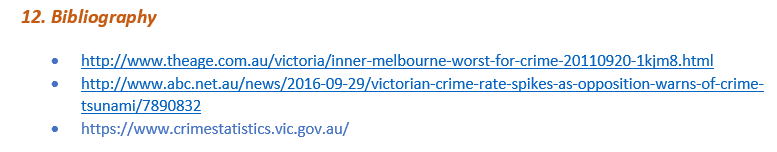 12. Bibliography
• http://www.theage.com.au/victoria/inner-melbourne-worst-for-crime-20110920-1kjm8.html
• http://www.abc.net.au/news/2016-09-29/victorian-crime-rate-spikes-as-opposition-warns-of-crime-
tsunami/7890832
• https://www.crimestatistics.vic.gov.au/